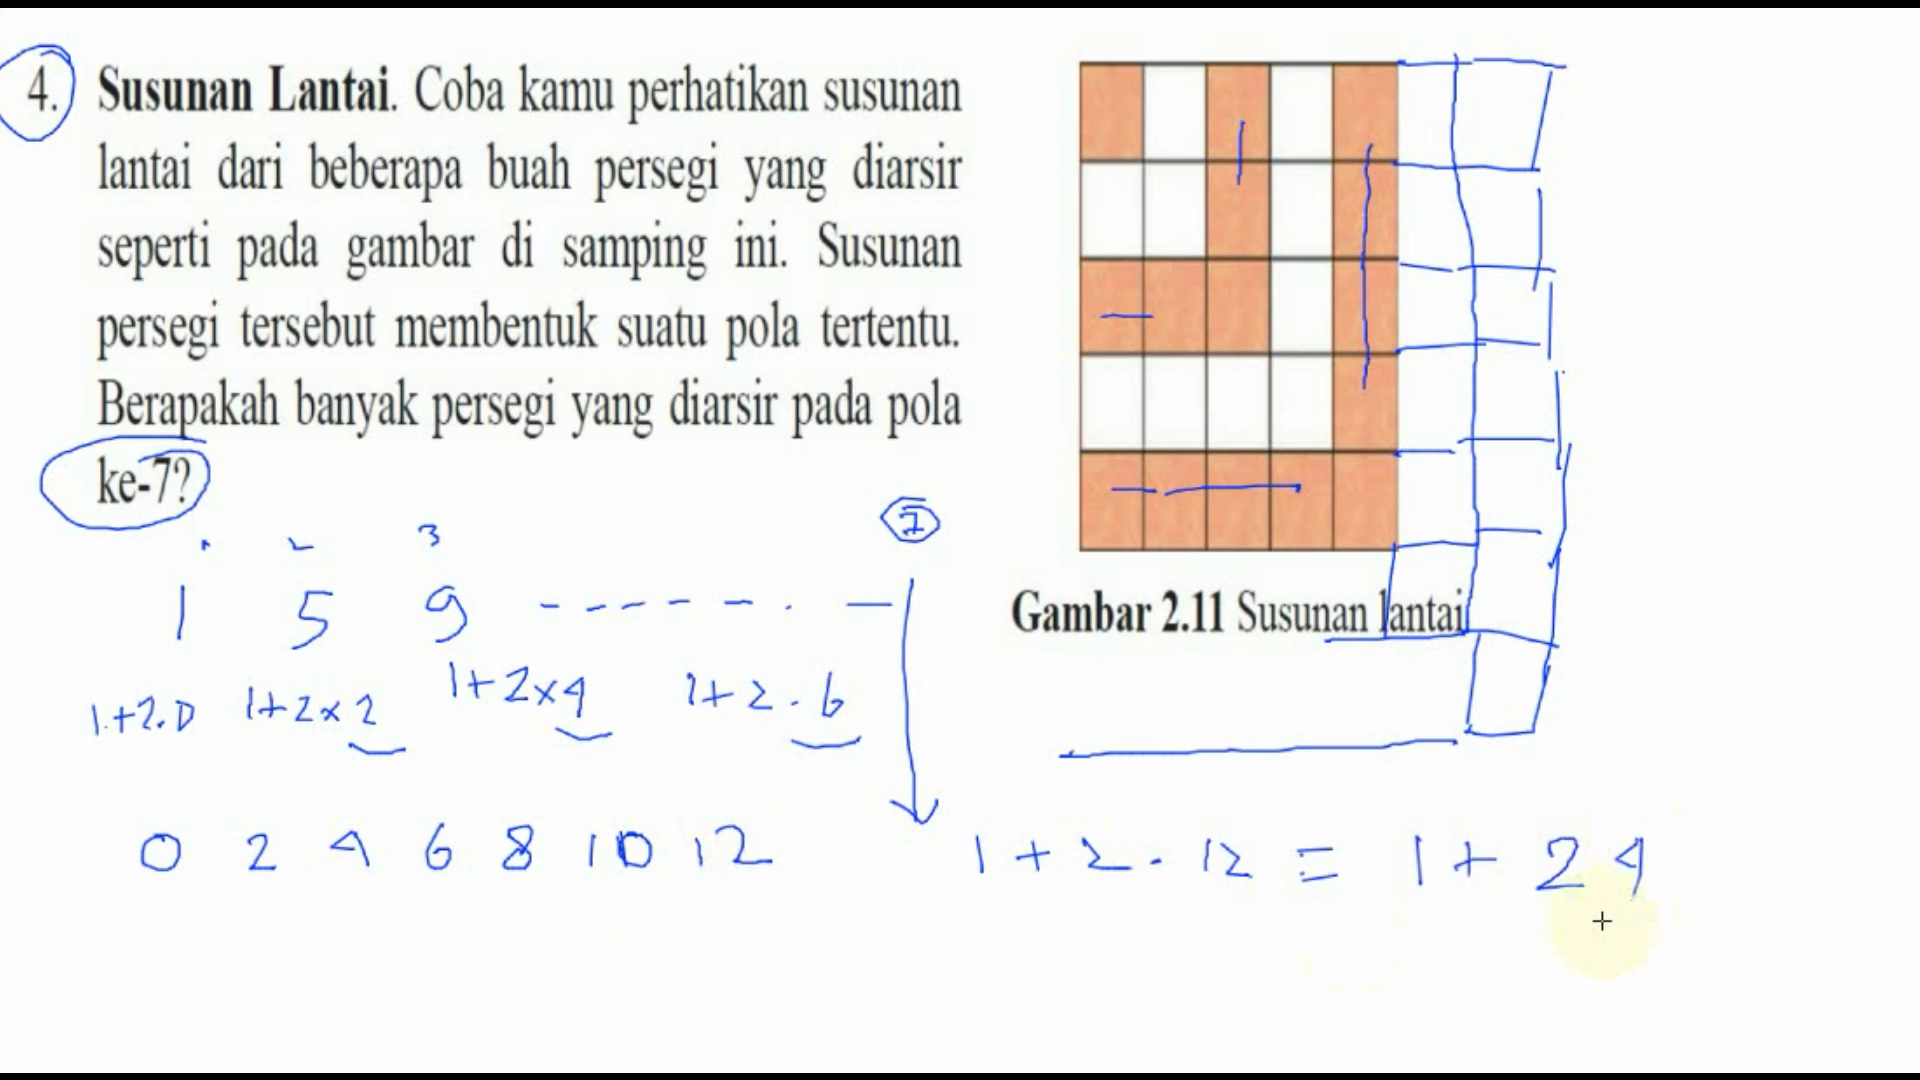 4. Susunan Lantai. Coba kamu perhatikan susunan
lantai dari beberapa buah persegi yang diarsir
seperti pada gambar di samping ini. Susunan
persegi tersebut membentuk suatu pola tertentu.
Berapakah banyak persegi yang diarsir pada pola
ke-7?
Gambar 2.11 Susunan lantai
2 3 7
1 5 9 - - - - - - . —
1+2.0 1+2×2 1+2×4 1+2.6
0 2 4 6 8 10 12
1 + 2 . 12 = 1 + 24